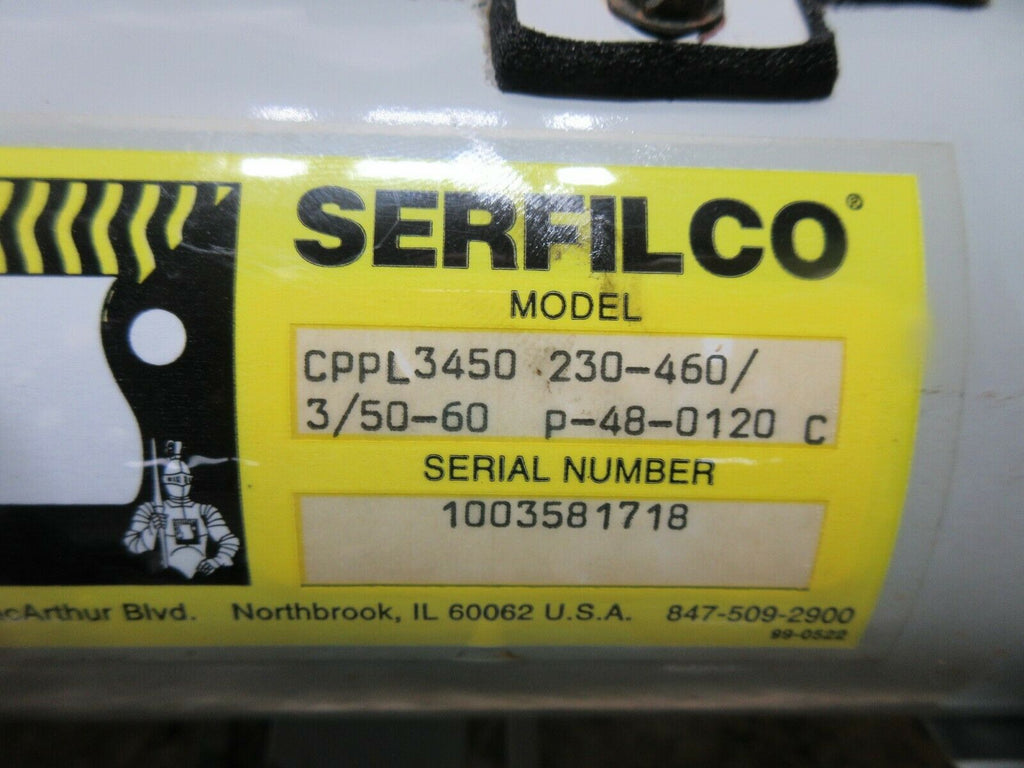 SERFILCO®
MODEL
CPPL3450 230-460/
3/50-60 p-48-0120 C
SERIAL NUMBER
1003581718
Blvd. Northbrook, IL 60062 U.S.A. 847-509-2900
99-0522